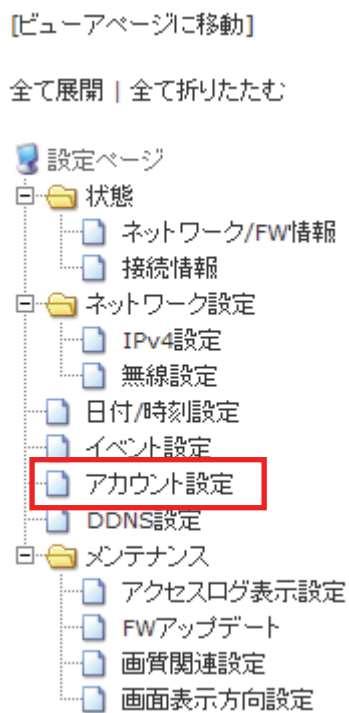 [ビューアページに移動]
全て展開 | 全て折りたたむ
設定ページ
状態
ネットワーク/FW情報
接続情報
ネットワーク設定
IPv4設定
無線設定
日付/時刻設定
イベント設定
アカウント設定
DDNS設定
メンテナンス
アクセスログ表示設定
FWアップデート
画質関連設定
画面表示方向設定